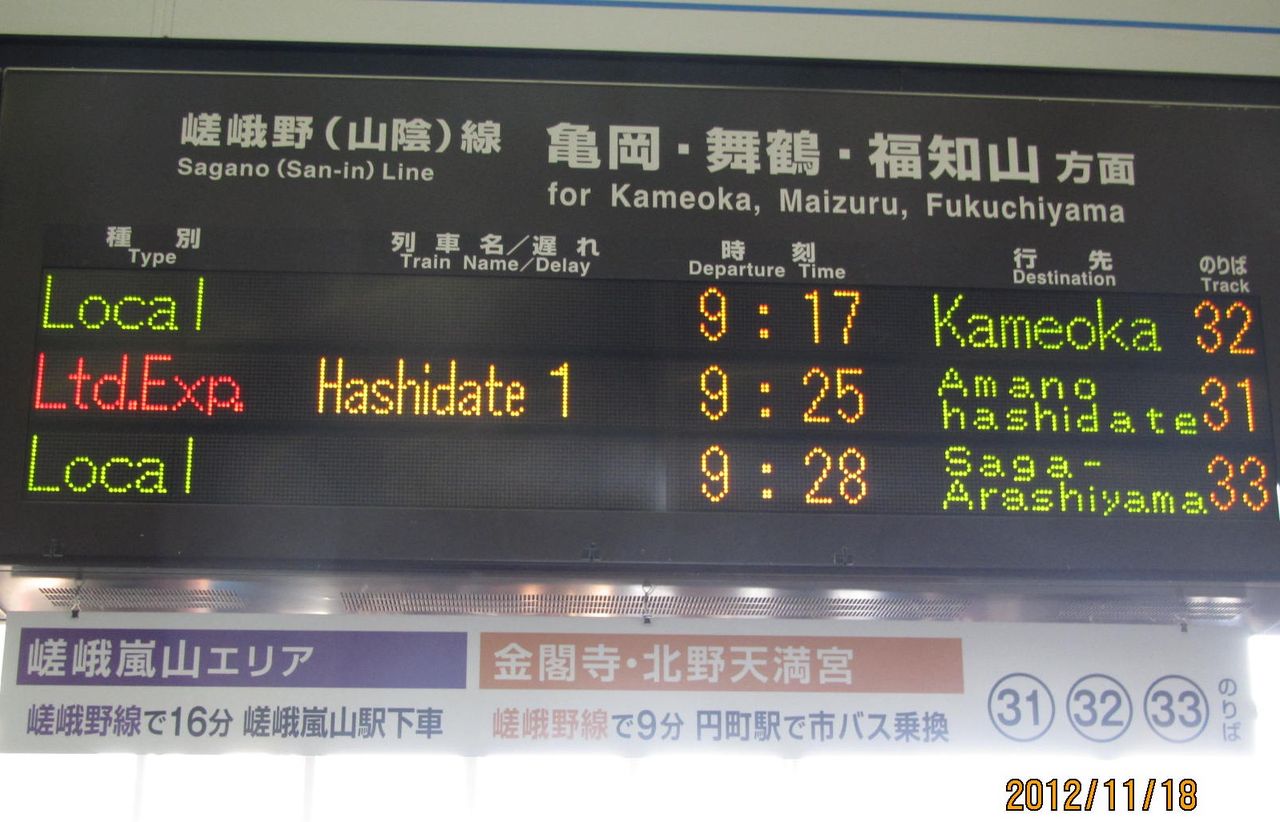 嵯峨野（山陰）線 亀岡・舞鶴・福知山 方面
Sagano (San-in) Line for Kameoka, Maizuru, Fukuchiyama
種別 列車名／遅れ 時刻 行先 のりば
Type Train Name／Delay Departure Time Destination Track
Local 9:17 Kameoka 32
Ltd.Exp. Hashidate 1 9:25 Amano hashidate 31
Local 9:28 Saga- Arashiyama 33
嵯峨嵐山エリア 金閣寺・北野天満宮
嵯峨野線で16分 嵯峨嵐山駅下車 嵯峨野線で9分 円町駅で市バス乗換 31 32 33 のりば
2012/11/18